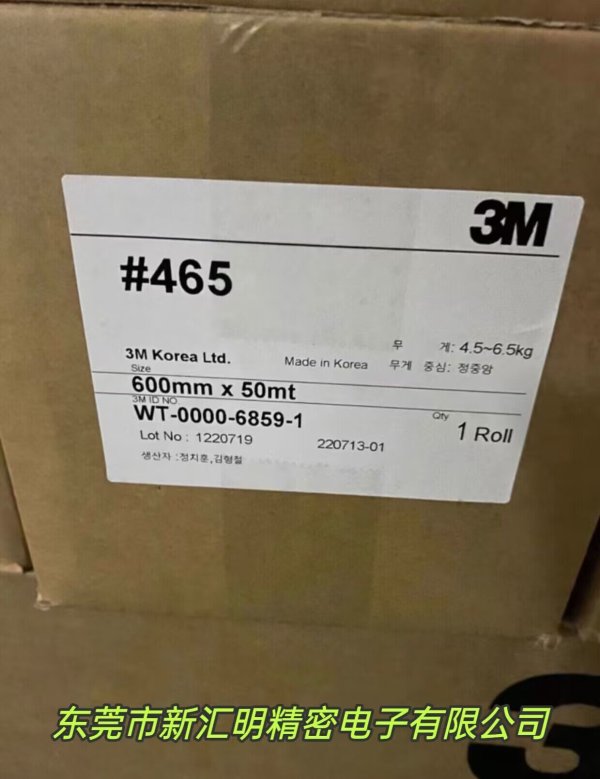 3M
#465
무 게: 4.5~6.5kg
3M Korea Ltd. Made in Korea 무게 중심: 정중앙
Size
600mm x 50mt
3M ID NO.
WT-0000-6859-1
Qty
1 Roll
Lot No : 1220719 220713-01
생산자 :정치훈,김형철
东莞市新汇明精密电子有限公司